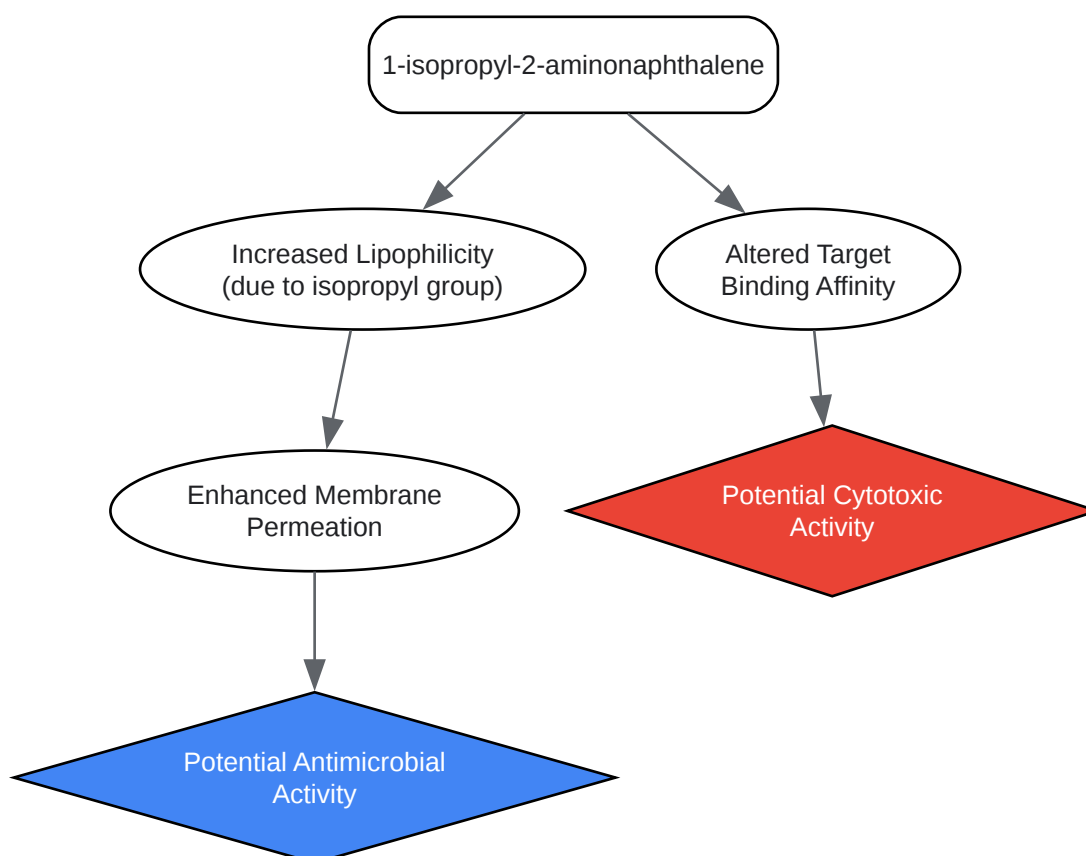 1-isopropyl-2-aminonaphthalene
Increased Lipophilicity
(due to isopropyl group)
Altered Target
Binding Affinity
Enhanced Membrane
Permeation
Potential Cytotoxic
Activity
Potential Antimicrobial
Activity